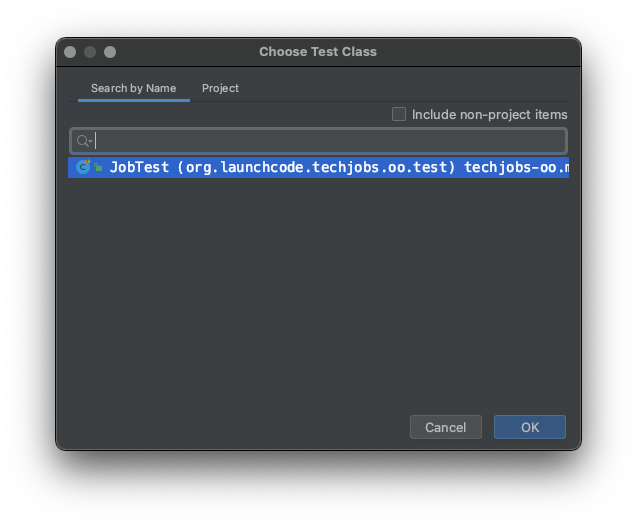 Choose Test Class
Search by Name Project
Include non-project items
JobTest (org.launchcode.techjobs.oo.test) techjobs-oo.m
Cancel OK